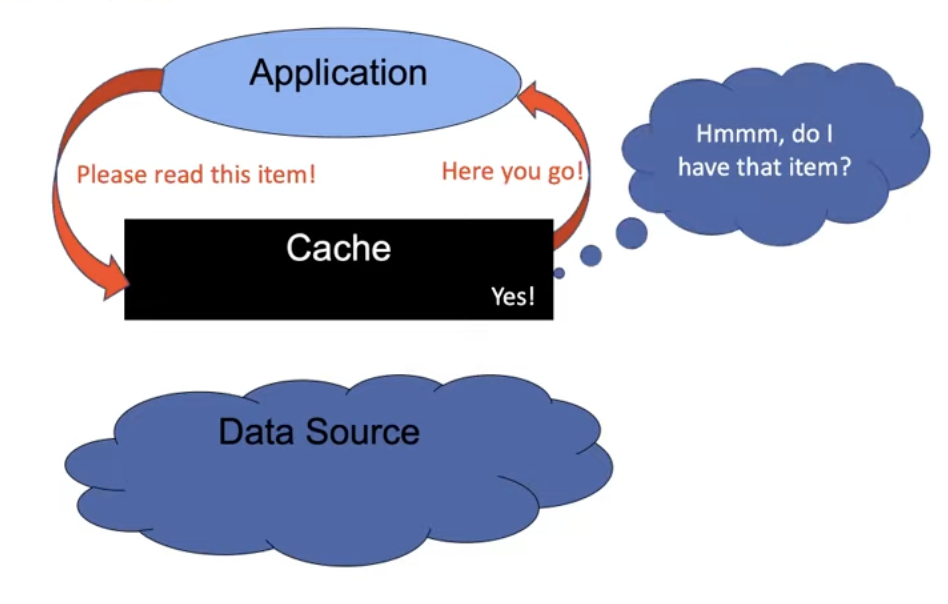 Application
Please read this item!
Here you go!
Hmmm, do I
have that item?
Cache
Yes!
Data Source